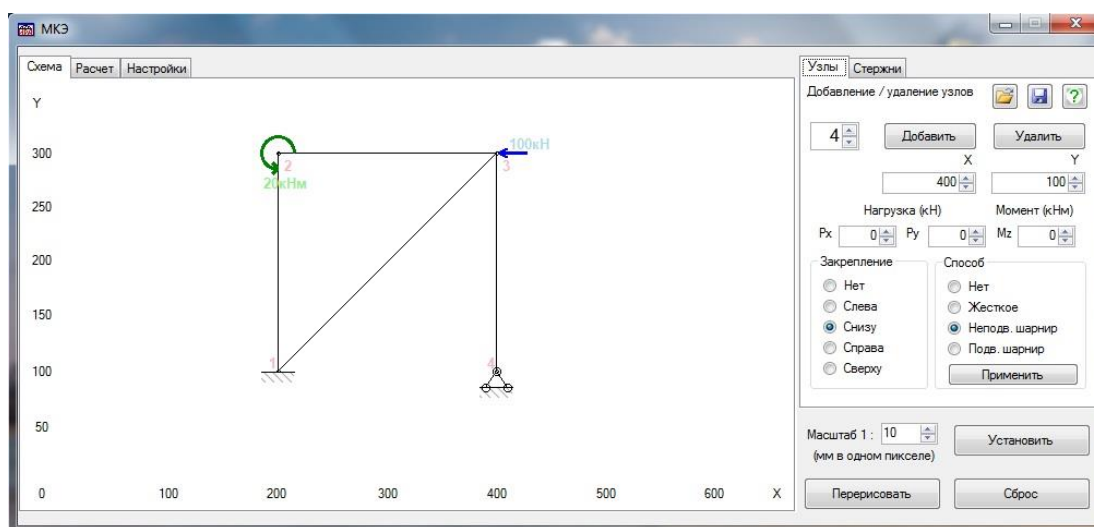 МКЭ
Схема Расчет Настройки
Y
300
250
200
150
100
50
0 100 200 300 400 500 600 X
2
20кНм
100кН
3
1
4
Узлы Стержни
Добавление / удаление узлов
4 Добавить Удалить
X Y
400 100
Нагрузка (кН) Момент (кНм)
Px 0 Py 0 Mz 0
Закрепление
Нет
Слева
Снизу
Справа
Сверху
Способ
Нет
Жесткое
Неподв. шарнир
Подв. шарнир
Применить
Масштаб 1 : 10
(мм в одном пикселе)
Установить
Перерисовать Сброс